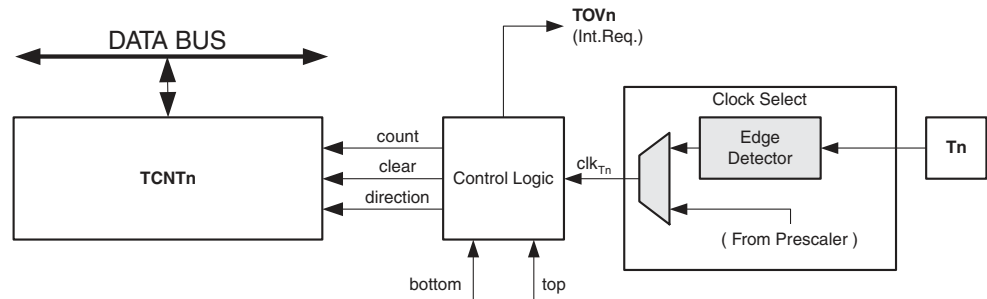 TOVn
(Int.Req.)
DATA BUS
Clock Select
count
Edge
Detector
Tn
TCNTn
clear
Control Logic
clkTn
direction
( From Prescaler )
bottom
top